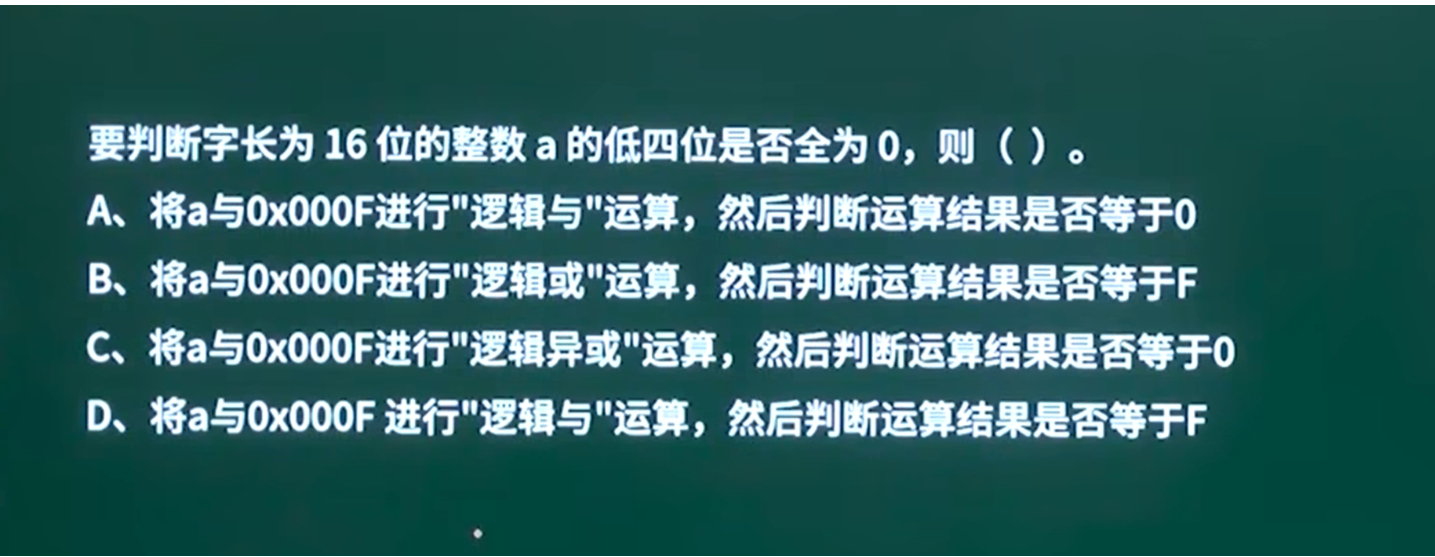 要判断字长为 16 位的整数 a 的低四位是否全为 0，则（ ）。
A、将a与0x000F进行"逻辑与"运算，然后判断运算结果是否等于0
B、将a与0x000F进行"逻辑或"运算，然后判断运算结果是否等于F
C、将a与0x000F进行"逻辑异或"运算，然后判断运算结果是否等于0
D、将a与0x000F 进行"逻辑与"运算，然后判断运算结果是否等于F